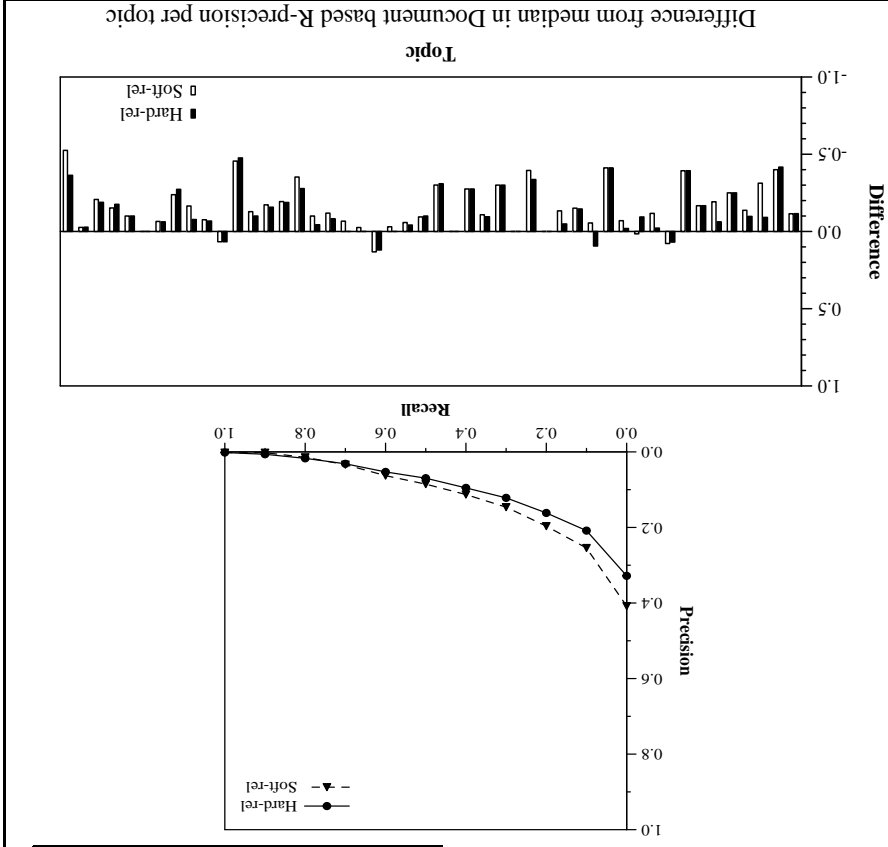 1.0
Hard-rel
Soft-rel
0.8
0.6
Precision
0.4
0.2
0.0
0.0 0.2 0.4 0.6 0.8 1.0
Recall
1.0
0.5
Difference
0.0
-0.5
Hard-rel
Soft-rel
-1.0
Topic
Difference from median in Document based R-precision per topic